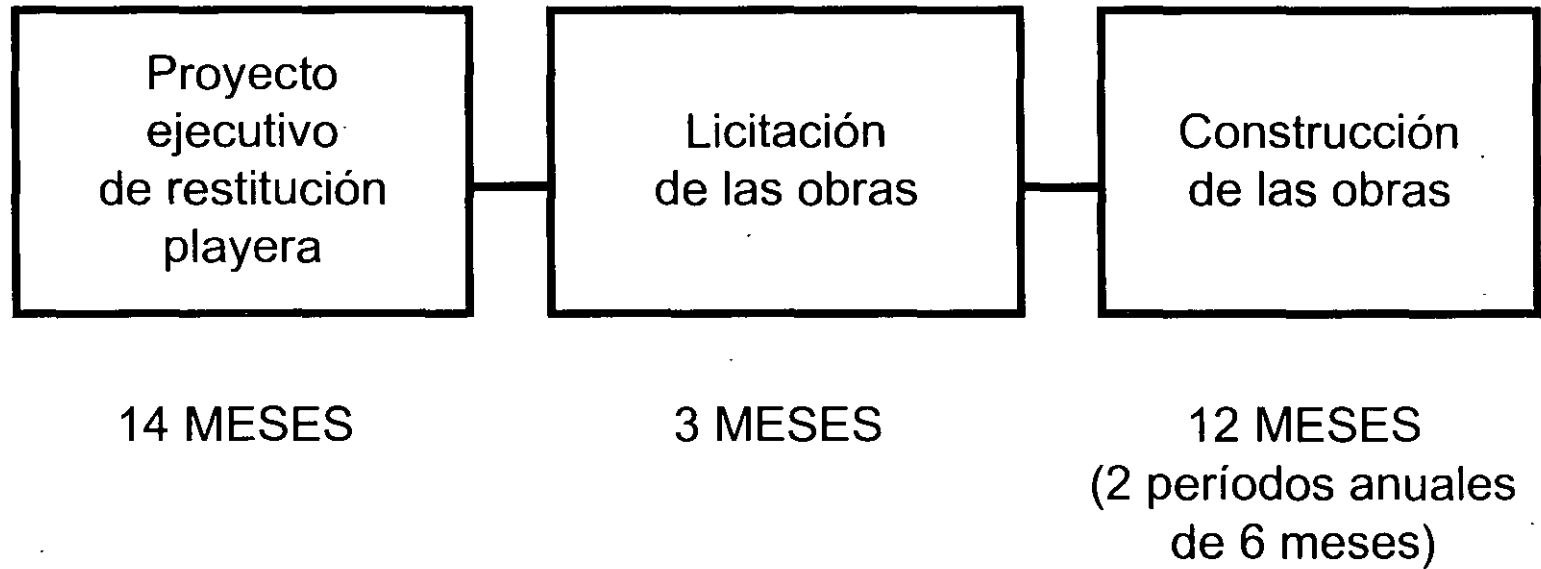 Proyecto
ejecutivo
de restitución
playera
Licitación
de las obras
Construcción
de las obras
14 MESES
3 MESES
12 MESES
(2 períodos anuales
de 6 meses)